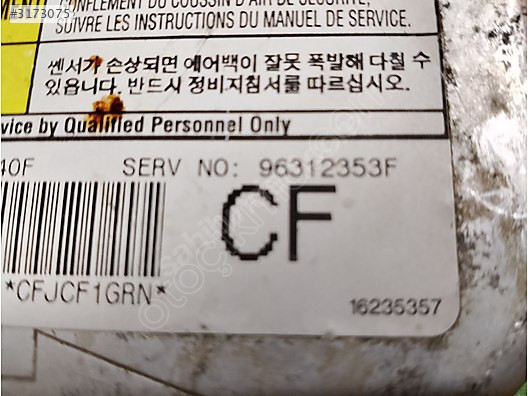 #3173075
CONFLEMENT DU COUSSIN D'AIR DE SÉCURITÉ,
SUIVRE LES INSTRUCTIONS DU MANUEL DE SERVICE.
쎈서가 손상되면 에어백이 잘못 폭발해 다칠 수
있읍니다. 반드시 정비지침서를 따르십시오.
vice by Qualified Personnel Only
40F SERV NO: 96312353F
CF
*CFJCF1GRN*
16235357